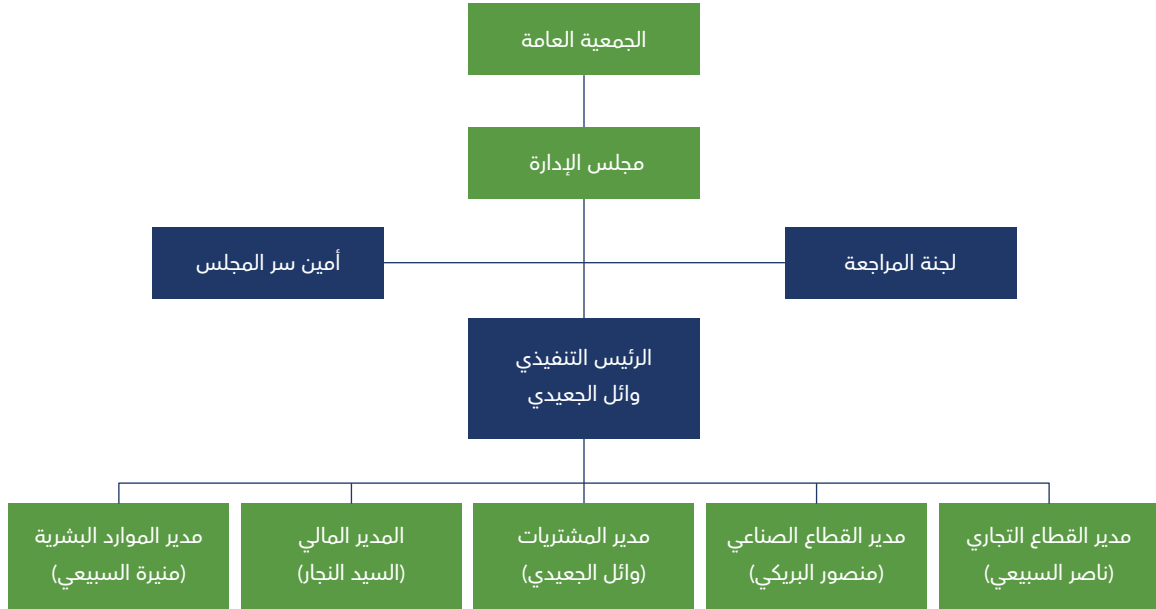 الجمعية العامة
مجلس الإدارة
لجنة المراجعة
أمين سر المجلس
الرئيس التنفيذي
وائل الجعيدي
مدير القطاع التجاري
(ناصر السبيعي)
مدير القطاع الصناعي
(منصور البريكي)
مدير المشتريات
(وائل الجعيدي)
المدير المالي
(السيد النجار)
مدير الموارد البشرية
(منيرة السبيعي)